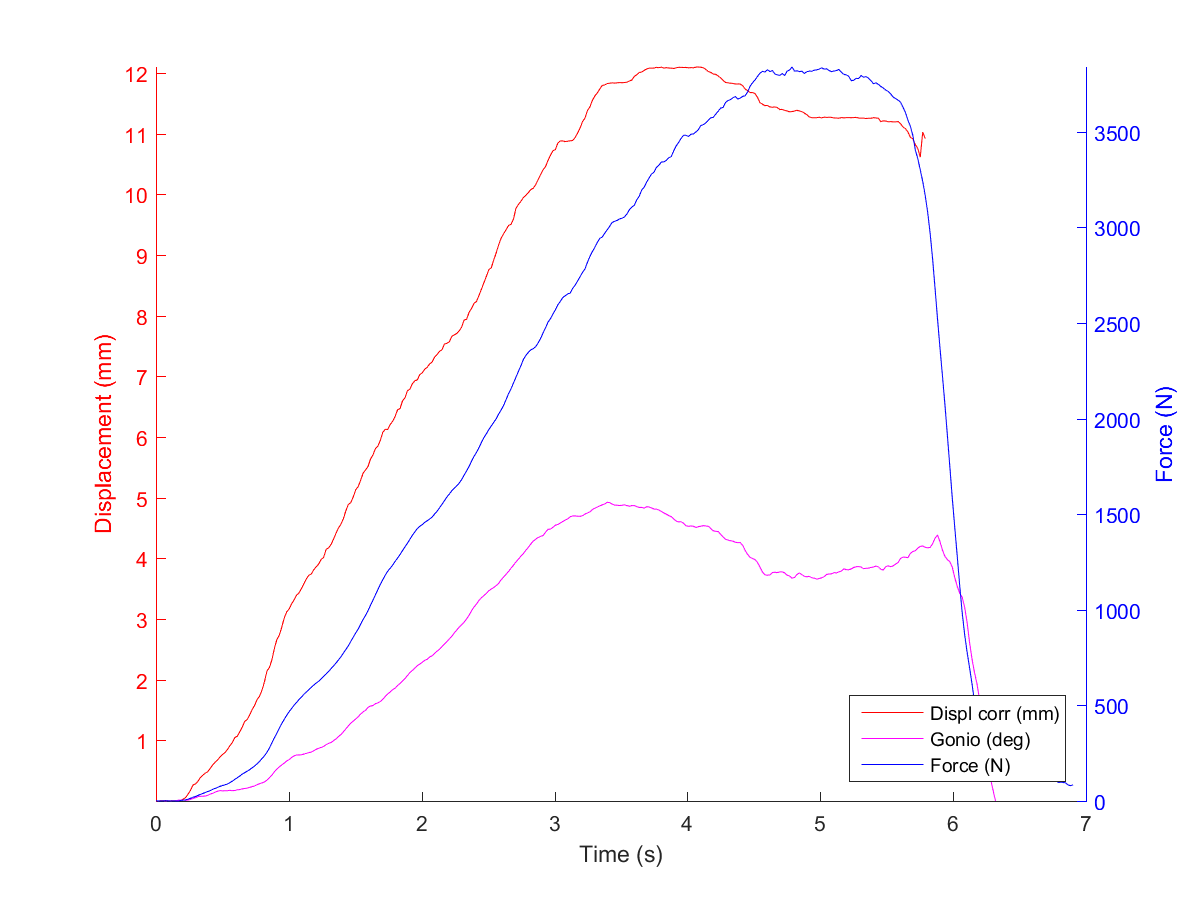 12
11
10
9
8
7
6
5
4
3
2
1
Displacement (mm)
3500
3000
2500
2000
1500
1000
500
0
Force (N)
Displ corr (mm)
Gonio (deg)
Force (N)
0 1 2 3 4 5 6 7
Time (s)